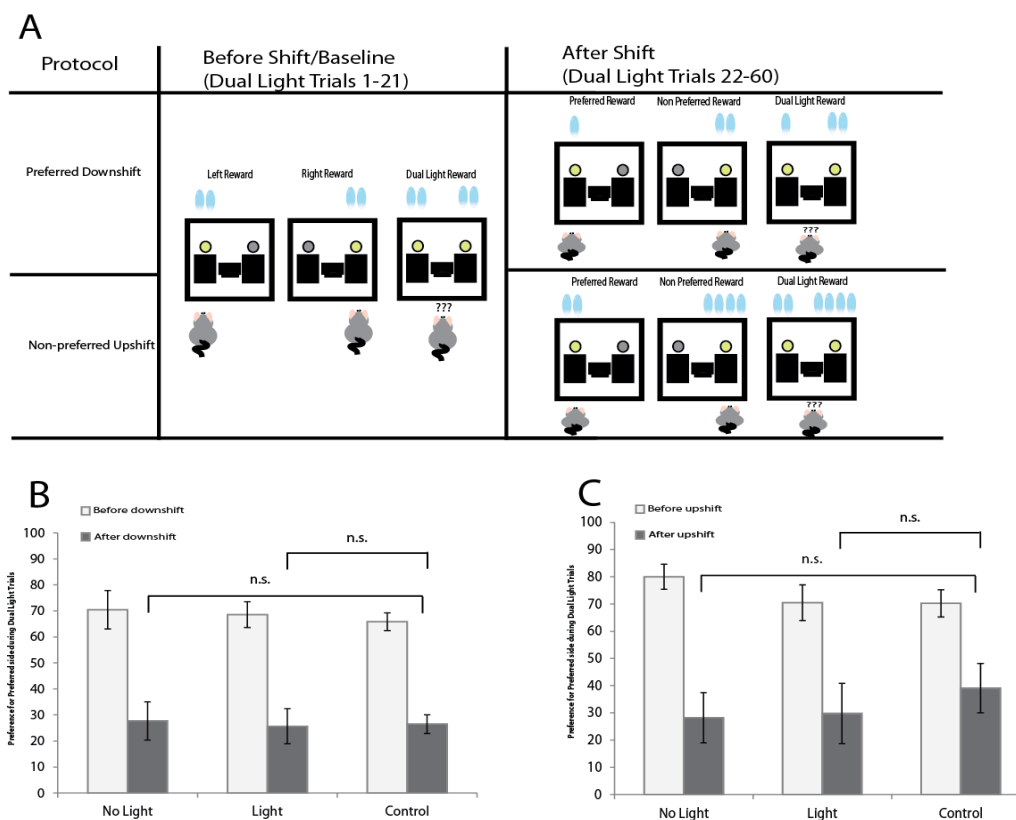 A
Protocol
Before Shift/Baseline
(Dual Light Trials 1-21)
After Shift
(Dual Light Trials 22-60)
Preferred Downshift
Left Reward
Right Reward
Dual Light Reward
???
Preferred Reward
Non Preferred Reward
Dual Light Reward
???
Non-preferred Upshift
Preferred Reward
Non Preferred Reward
Dual Light Reward
???
B
Before downshift
After downshift
Preference for Preferred side during Dual Light Trials
100
90
80
70
60
50
40
30
20
10
0
n.s.
n.s.
No Light
Light
Control
C
Before upshift
After upshift
Preference for Preferred side during Dual Light Trials
100
90
80
70
60
50
40
30
20
10
0
n.s.
n.s.
No Light
Light
Control